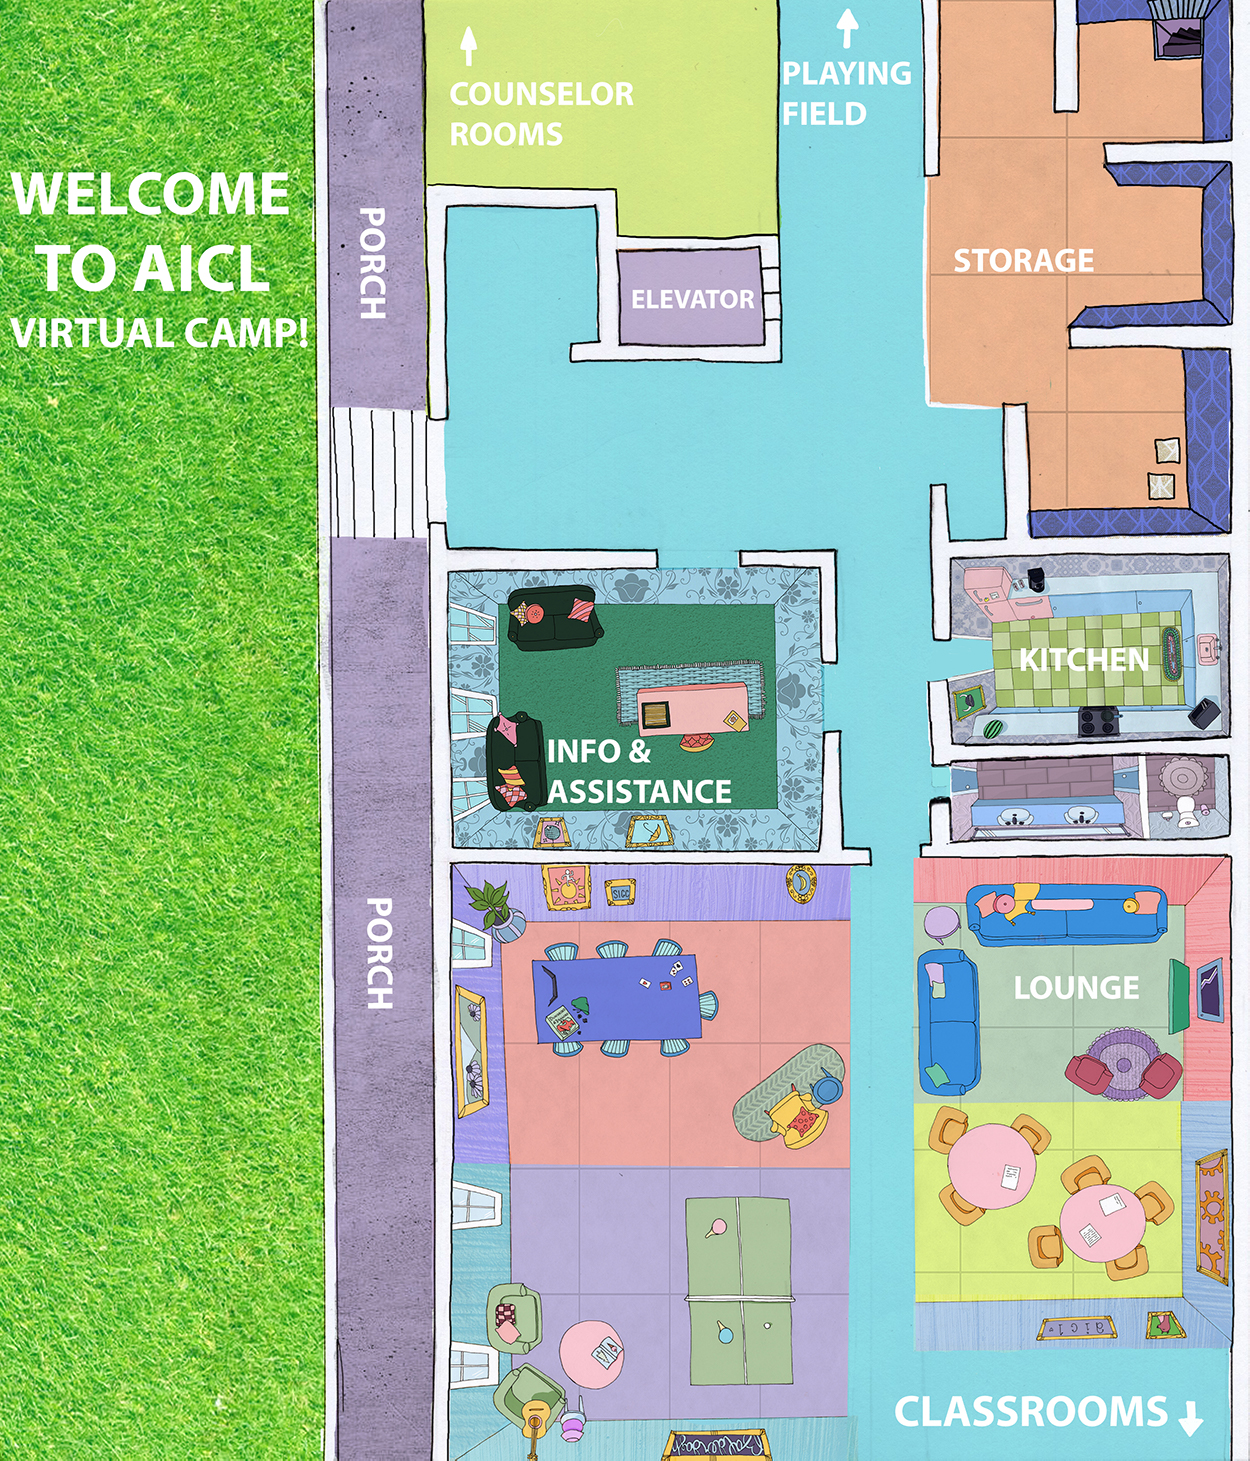 WELCOME
TO AICL
VIRTUAL CAMP!
PORCH
COUNSELOR
ROOMS
PLAYING
FIELD
ELEVATOR
STORAGE
KITCHEN
INFO &
ASSISTANCE
PORCH
LOUNGE
CLASSROOMS